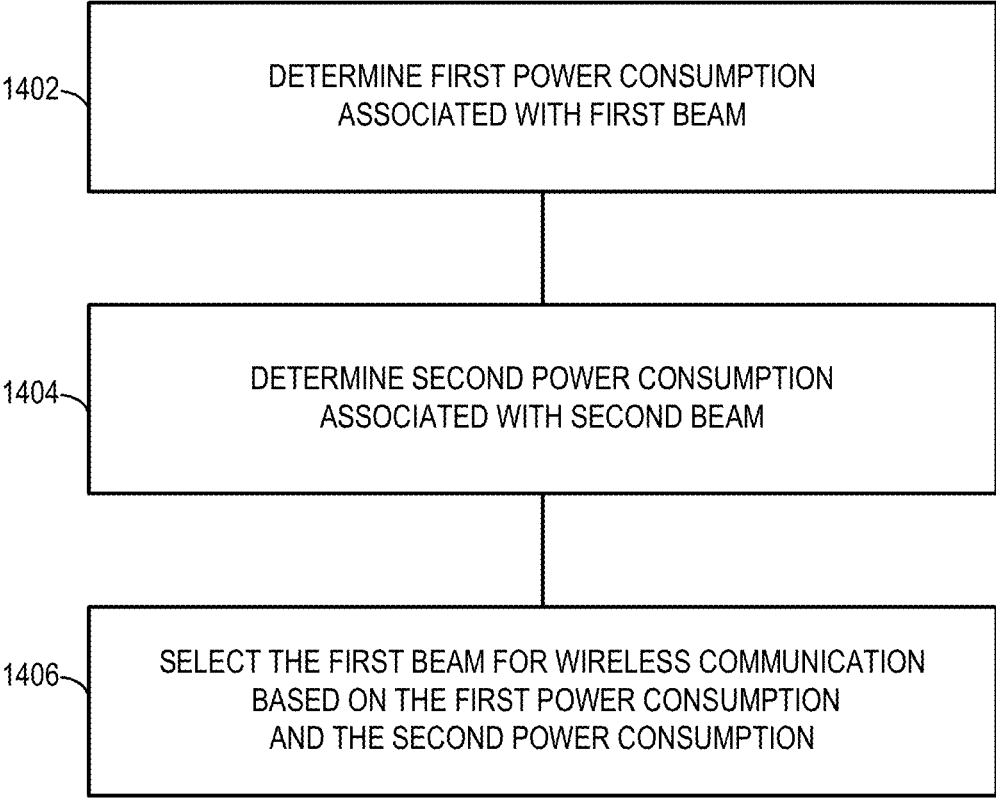 1402
DETERMINE FIRST POWER CONSUMPTION
ASSOCIATED WITH FIRST BEAM
1404
DETERMINE SECOND POWER CONSUMPTION
ASSOCIATED WITH SECOND BEAM
1406
SELECT THE FIRST BEAM FOR WIRELESS COMMUNICATION
BASED ON THE FIRST POWER CONSUMPTION
AND THE SECOND POWER CONSUMPTION